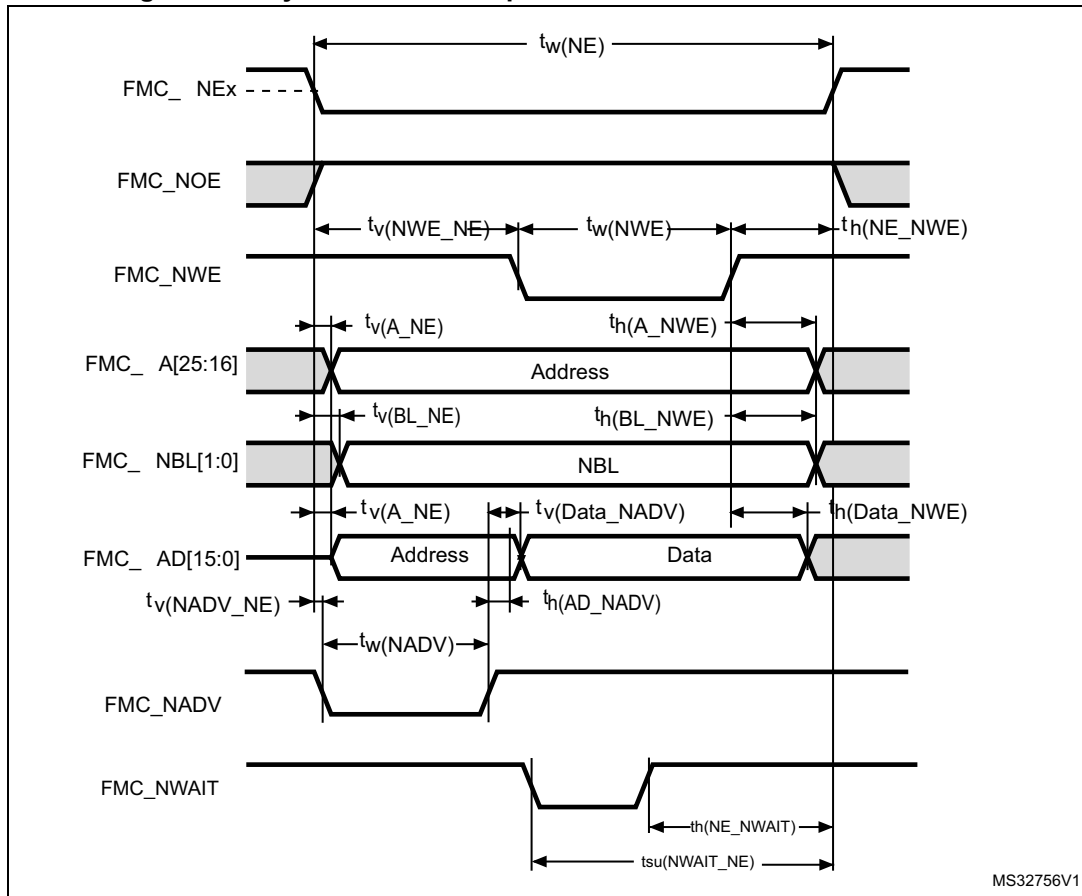 tw(NE)
FMC_ NEx
FMC_NOE
tv(NWE_NE) tw(NWE) th(NE_NWE)
FMC_NWE
tv(A_NE) th(A_NWE)
FMC_ A[25:16] Address
tv(BL_NE) th(BL_NWE)
FMC_ NBL[1:0] NBL
tv(A_NE) tv(Data_NADV) th(Data_NWE)
FMC_ AD[15:0] Address Data
tv(NADV_NE) th(AD_NADV)
tw(NADV)
FMC_NADV
FMC_NWAIT
th(NE_NWAIT)
tsu(NWAIT_NE)
MS32756V1